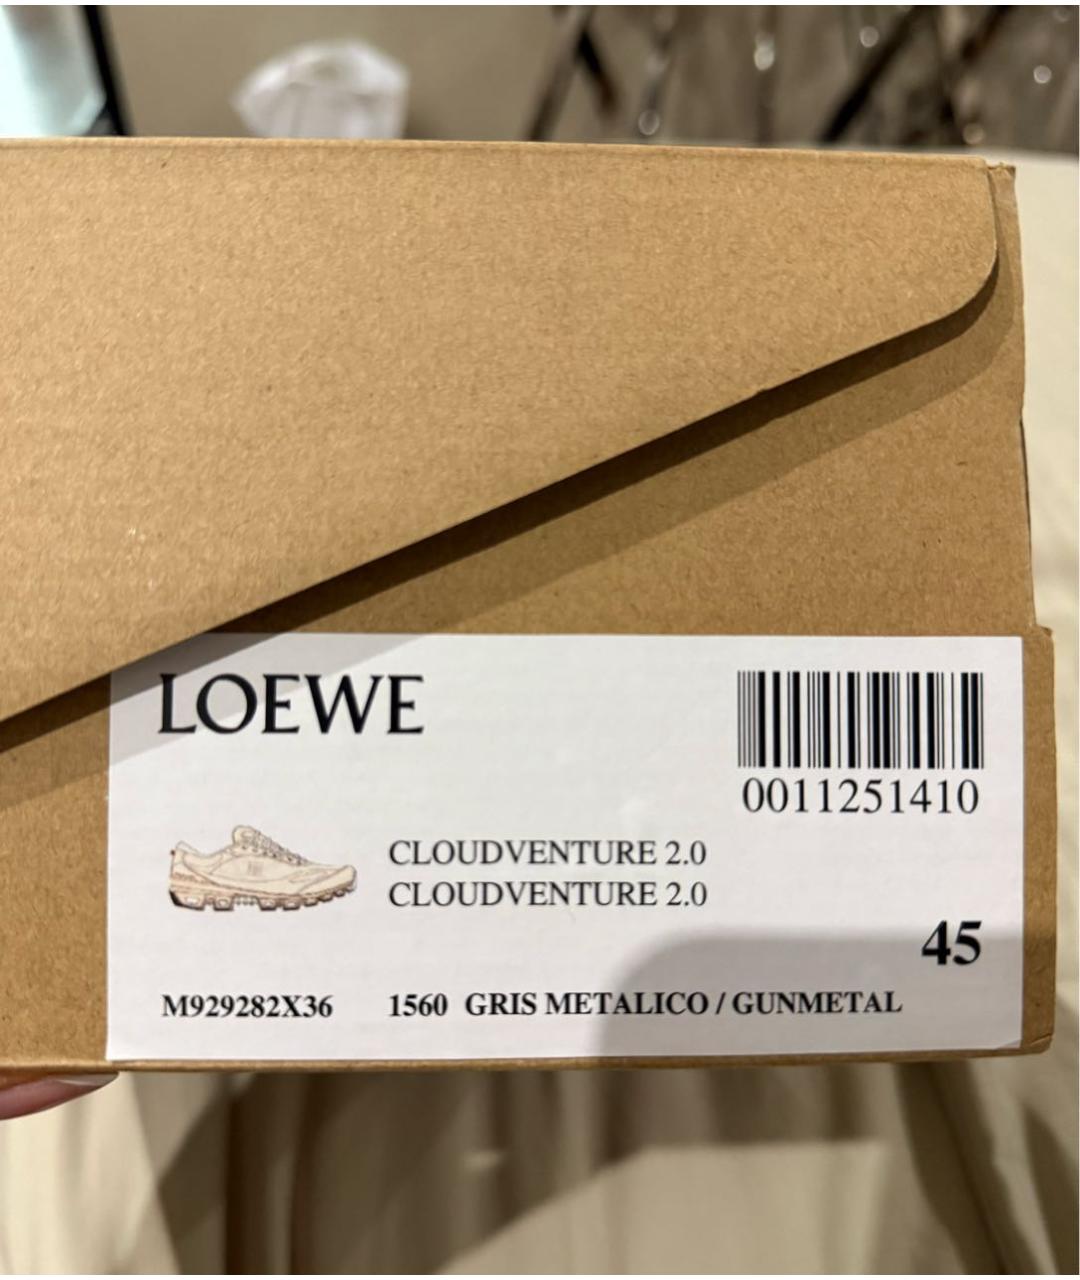 LOEWE
0011251410
CLOUDVENTURE 2.0
CLOUDVENTURE 2.0
45
M929282X36 1560 GRIS METALICO / GUNMETAL